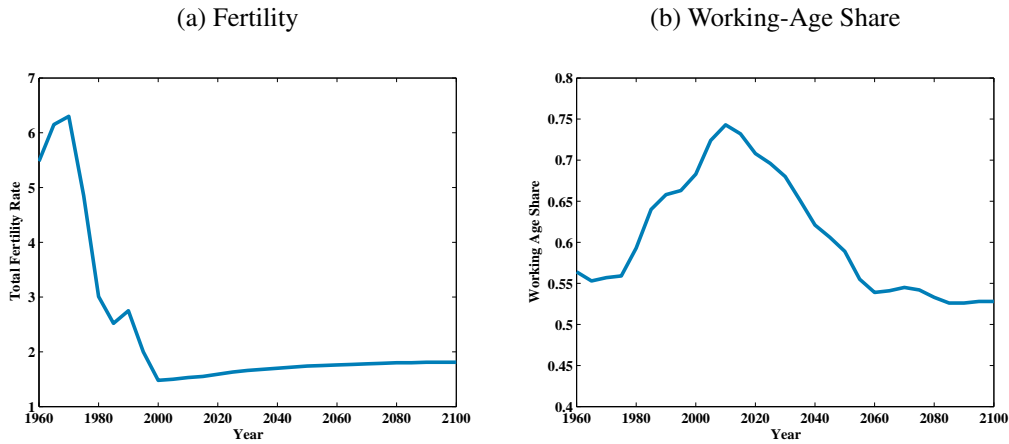 (a) Fertility
(b) Working-Age Share
7
6
5
4
3
2
1
Total Fertility Rate
1960 1980 2000 2020 2040 2060 2080 2100
Year
0.8
0.75
0.7
0.65
0.6
0.55
0.5
0.45
0.4
Working Age Share
1960 1980 2000 2020 2040 2060 2080 2100
Year